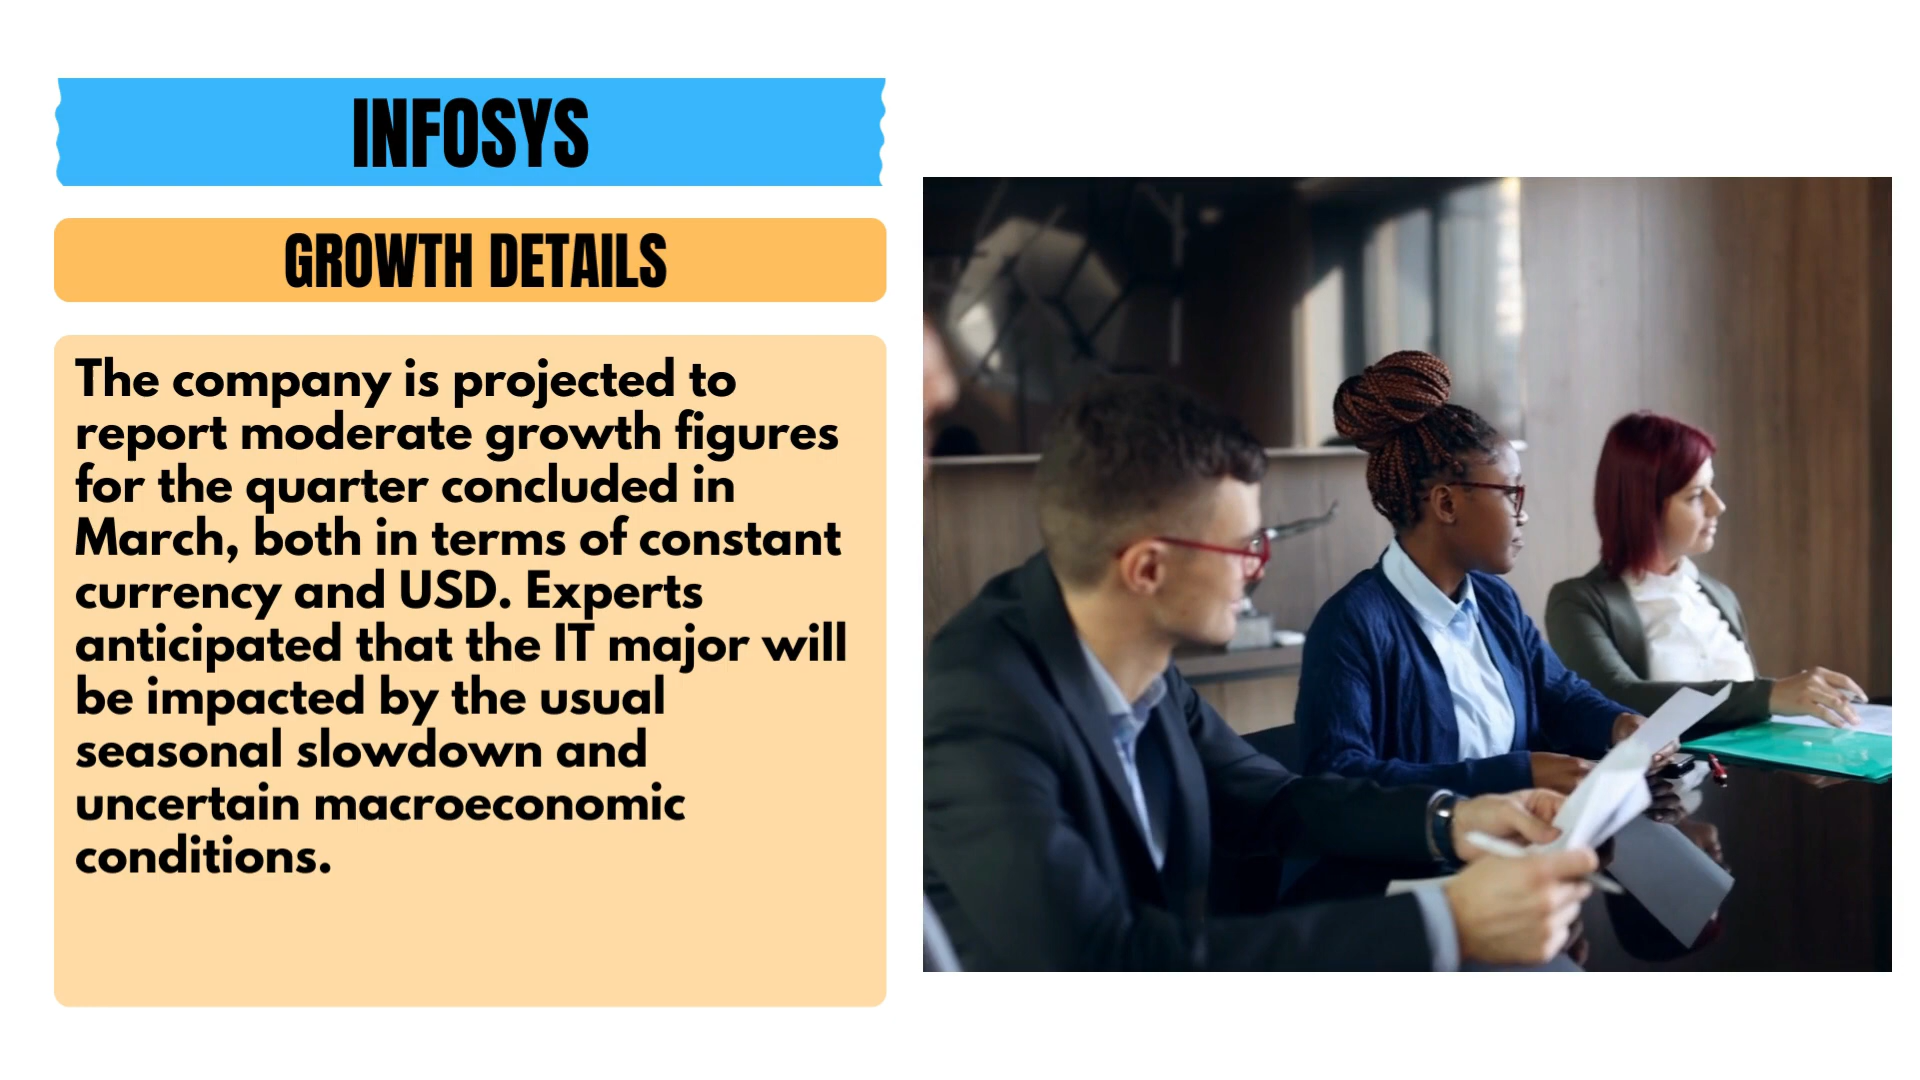 INFOSYS
GROWTH DETAILS
The company is projected to
report moderate growth figures
for the quarter concluded in
March, both in terms of constant
currency and USD. Experts
anticipated that the IT major will
be impacted by the usual
seasonal slowdown and
uncertain macroeconomic
conditions.